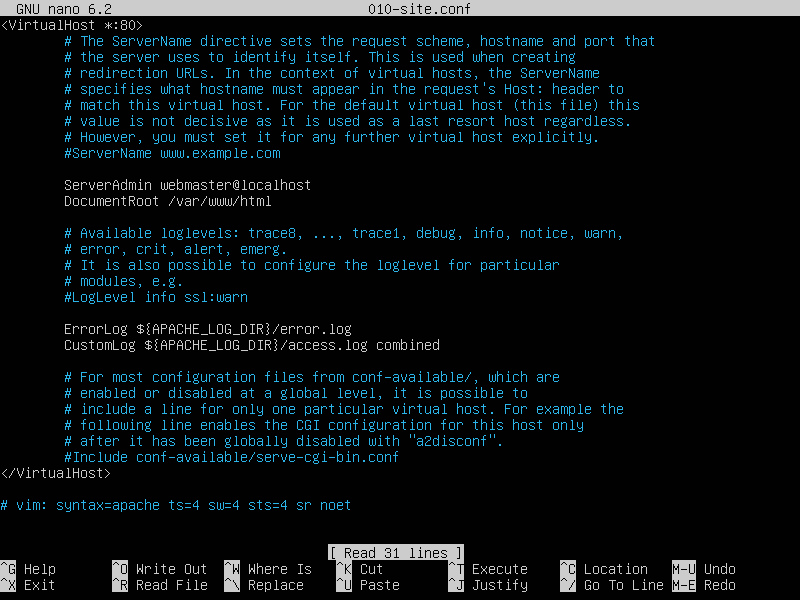 GNU nano 6.2 010-site.conf
<VirtualHost *:80>
# The ServerName directive sets the request scheme, hostname and port that
# the server uses to identify itself. This is used when creating
# redirection URLs. In the context of virtual hosts, the ServerName
# specifies what hostname must appear in the request's Host: header to
# match this virtual host. For the default virtual host (this file) this
# value is not decisive as it is used as a last resort host regardless.
# However, you must set it for any further virtual host explicitly.
#ServerName www.example.com
ServerAdmin webmaster@localhost
DocumentRoot /var/www/html
# Available loglevels: trace8, ..., trace1, debug, info, notice, warn,
# error, crit, alert, emerg.
# It is also possible to configure the loglevel for particular
# modules, e.g.
#LogLevel info ssl:warn
ErrorLog ${APACHE_LOG_DIR}/error.log
CustomLog ${APACHE_LOG_DIR}/access.log combined
# For most configuration files from conf-available/, which are
# enabled or disabled at a global level, it is possible to
# include a line for only one particular virtual host. For example the
# following line enables the CGI configuration for this host only
# after it has been globally disabled with "a2disconf".
#Include conf-available/serve-cgi-bin.conf
</VirtualHost>
# vim: syntax=apache ts=4 sw=4 sts=4 sr noet
[ Read 31 lines ]
^G Help ^O Write Out ^W Where Is ^K Cut ^T Execute ^C Location M-U Undo
^X Exit ^R Read File ^\ Replace ^U Paste ^J Justify ^/ Go To Line M-E Redo